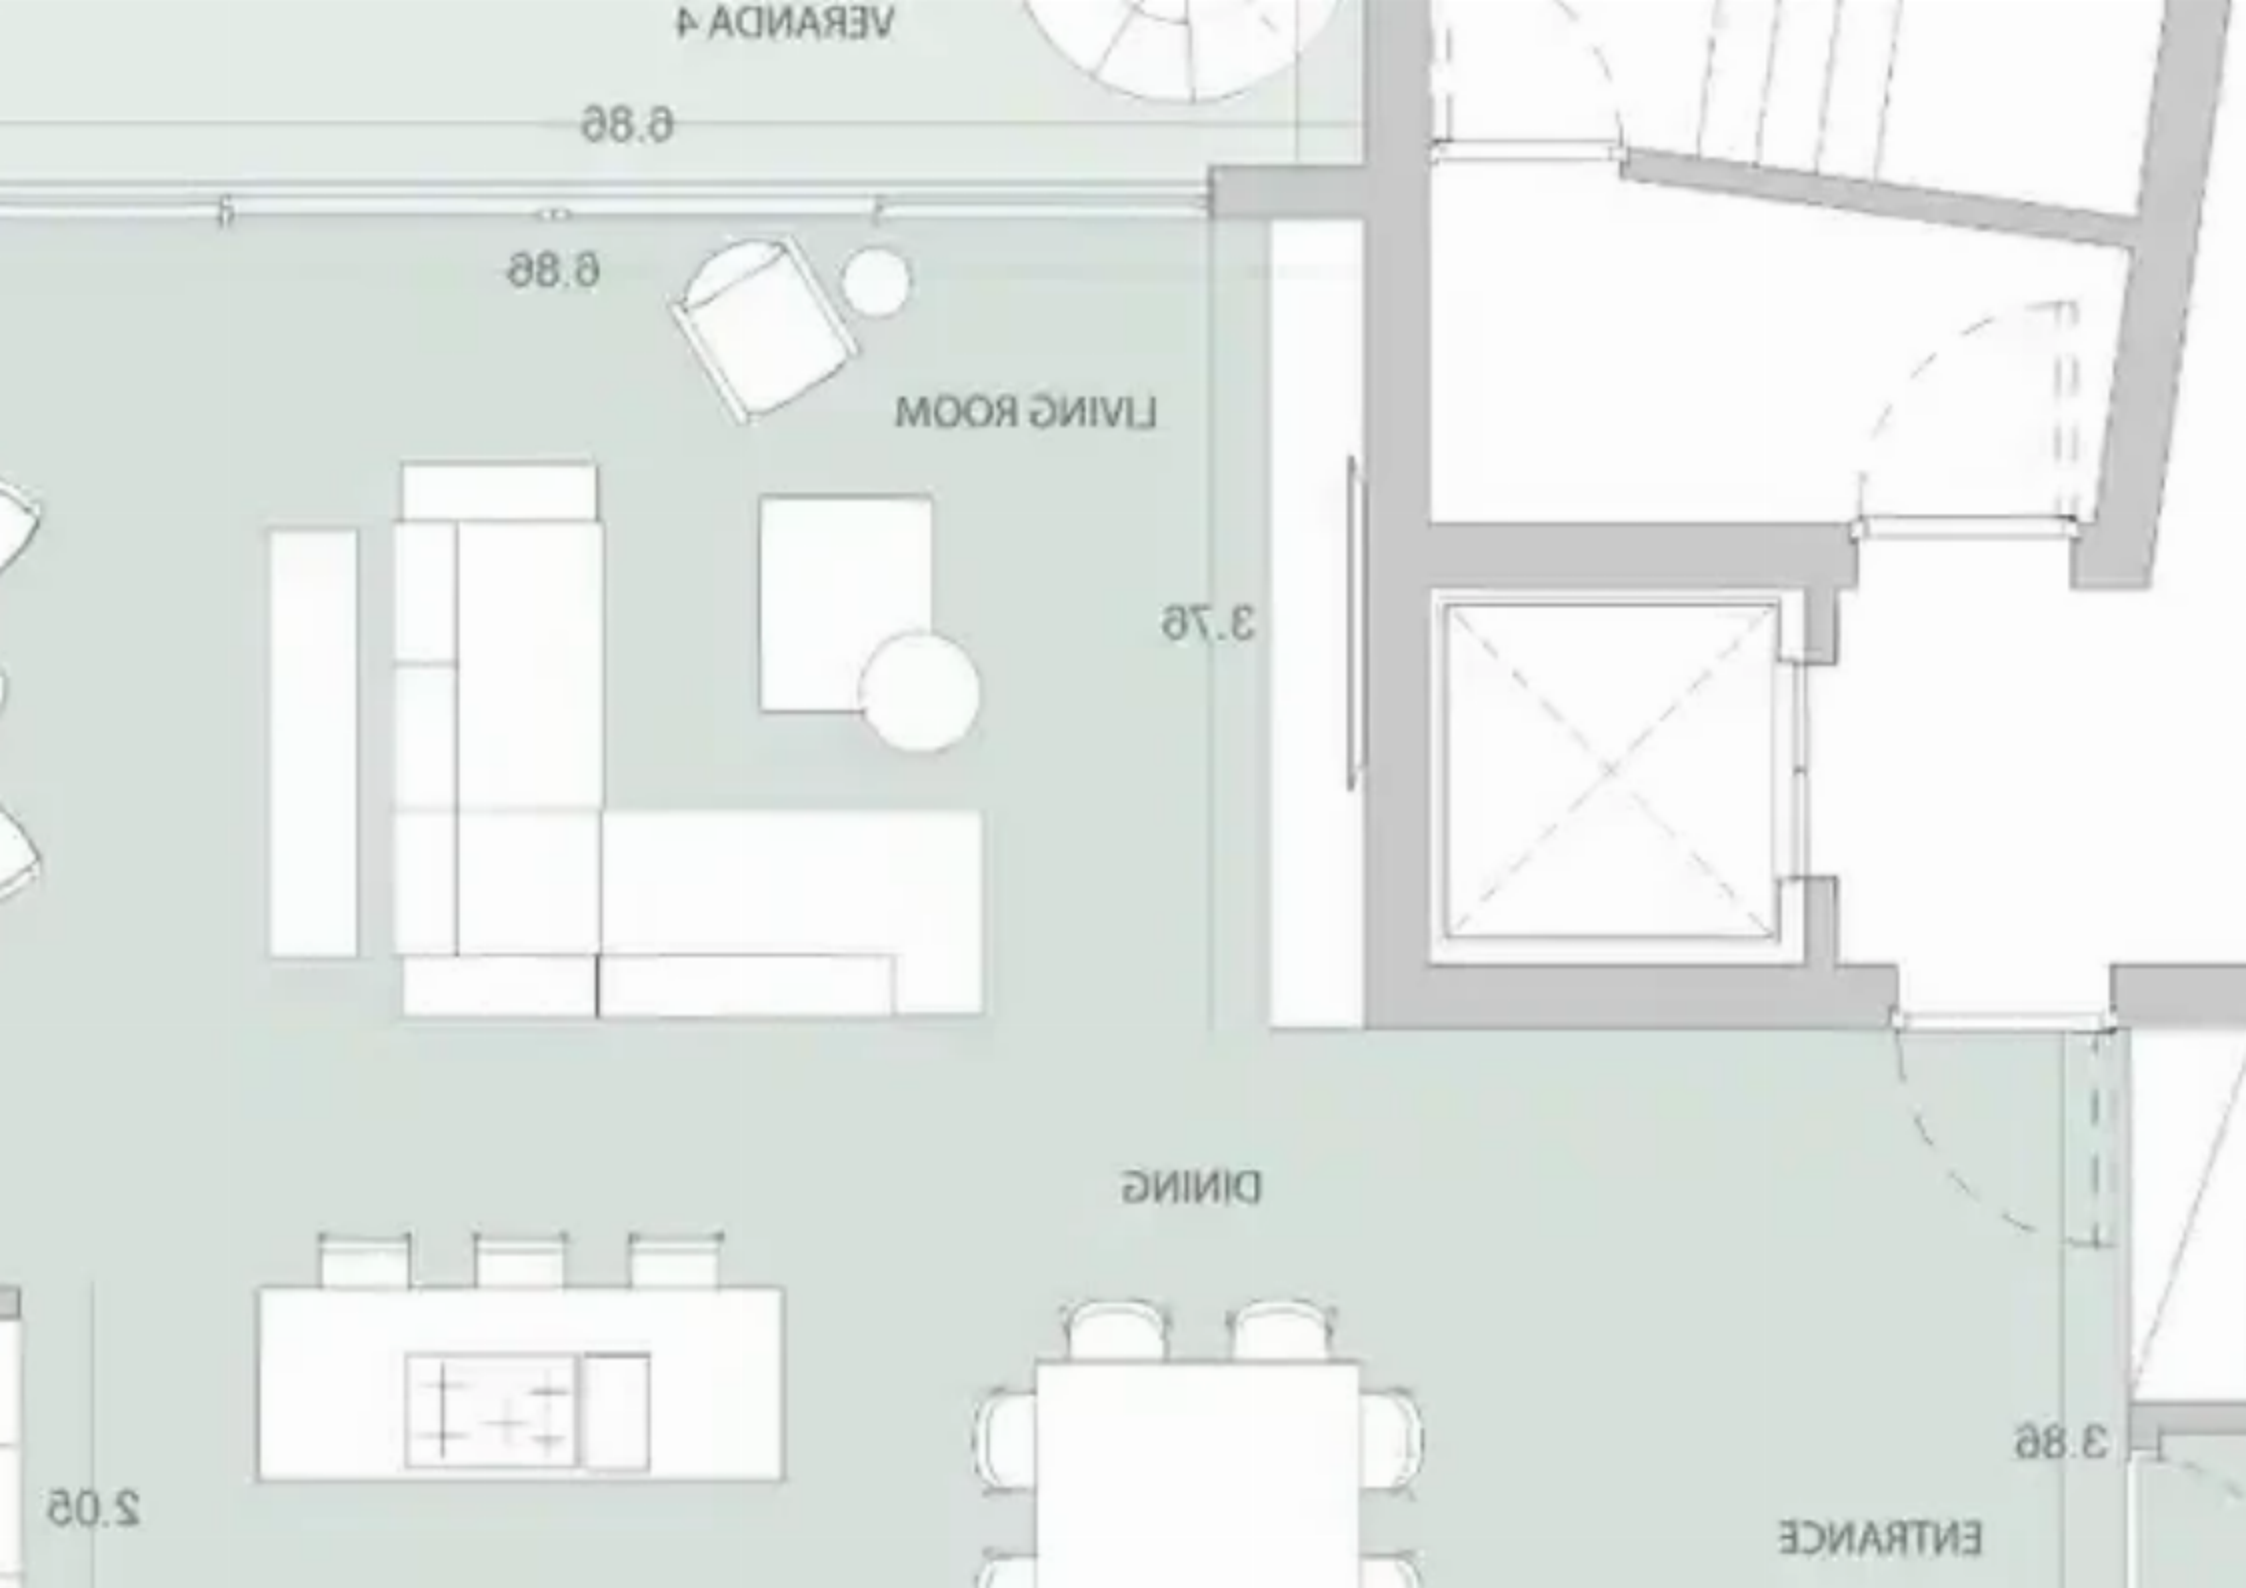 VERANDA 4
6.86
6.86
LIVING ROOM
3.76
DINING
3.86
2.05
ENTRANCE